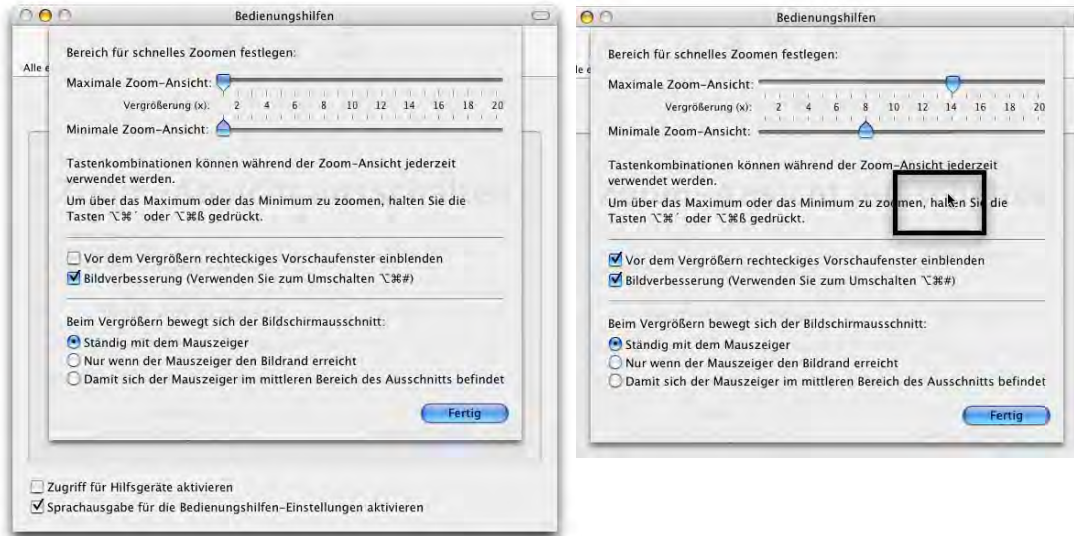 Bedienungshilfen
Bereich für schnelles Zoomen festlegen:
Alle e
Maximale Zoom-Ansicht:
Vergrößerung (x): 2 4 6 8 10 12 14 16 18 20
Minimale Zoom-Ansicht:
Tastenkombinationen können während der Zoom-Ansicht jederzeit
verwendet werden.
Um über das Maximum oder das Minimum zu zoomen, halten Sie die
Tasten ⌥⌘´ oder ⌥⌘ß gedrückt.
Vor dem Vergrößern rechteckiges Vorschaufenster einblenden
Bildverbesserung (Verwenden Sie zum Umschalten ⌥⌘#)
Beim Vergrößern bewegt sich der Bildschirmausschnitt:
Ständig mit dem Mauszeiger
Nur wenn der Mauszeiger den Bildrand erreicht
Damit sich der Mauszeiger im mittleren Bereich des Ausschnitts befindet
Fertig
Zugriff für Hilfsgeräte aktivieren
Sprachausgabe für die Bedienungshilfen-Einstellungen aktivieren
Bedienungshilfen
Bereich für schnelles Zoomen festlegen:
le e
Maximale Zoom-Ansicht:
Vergrößerung (x): 2 4 6 8 10 12 14 16 18 20
Minimale Zoom-Ansicht:
Tastenkombinationen können während der Zoom-Ansicht jederzeit
verwendet werden.
Um über das Maximum oder das Minimum zu zoomen, halten Sie die
Tasten ⌥⌘´ oder ⌥⌘ß gedrückt.
Vor dem Vergrößern rechteckiges Vorschaufenster einblenden
Bildverbesserung (Verwenden Sie zum Umschalten ⌥⌘#)
Beim Vergrößern bewegt sich der Bildschirmausschnitt:
Ständig mit dem Mauszeiger
Nur wenn der Mauszeiger den Bildrand erreicht
Damit sich der Mauszeiger im mittleren Bereich des Ausschnitts befindet
Fertig